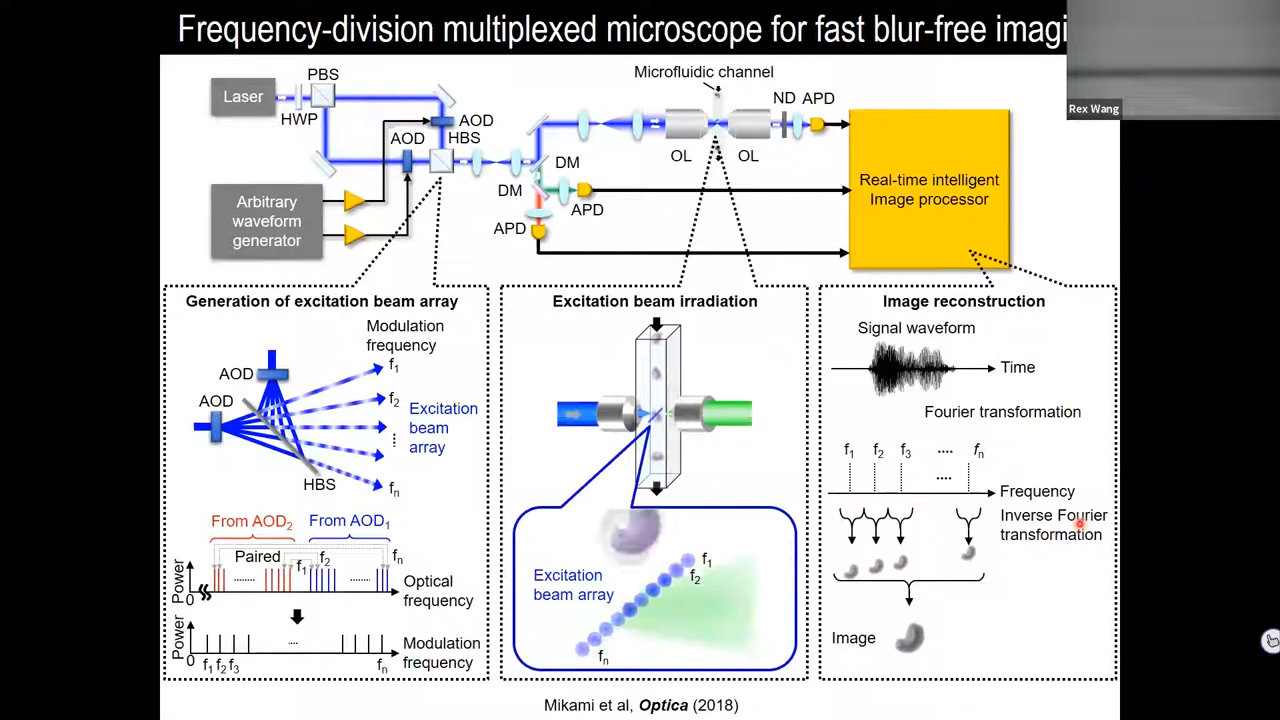 Frequency-division multiplexed microscope for fast blur-free imagi
Rex Wang
Laser
PBS
HWP
AOD
HBS
AOD
Arbitrary
waveform
generator
DM
DM
APD
APD
Microfluidic channel
OL
OL
ND
APD
Real-time intelligent
Image processor
Generation of excitation beam array
Modulation
frequency
AOD
AOD
f1
f2
Excitation
beam
array
fn
HBS
From AOD2
From AOD1
Paired
f1
f2
fn
Power
0
Optical
frequency
Power
0
f1 f2 f3
....
fn
Modulation
frequency
Excitation beam irradiation
Excitation
beam array
f1
f2
fn
Image reconstruction
Signal waveform
Time
Fourier transformation
f1 f2 f3 .... fn
....
Frequency
Inverse Fourier
transformation
Image
Mikami et al, Optica (2018)